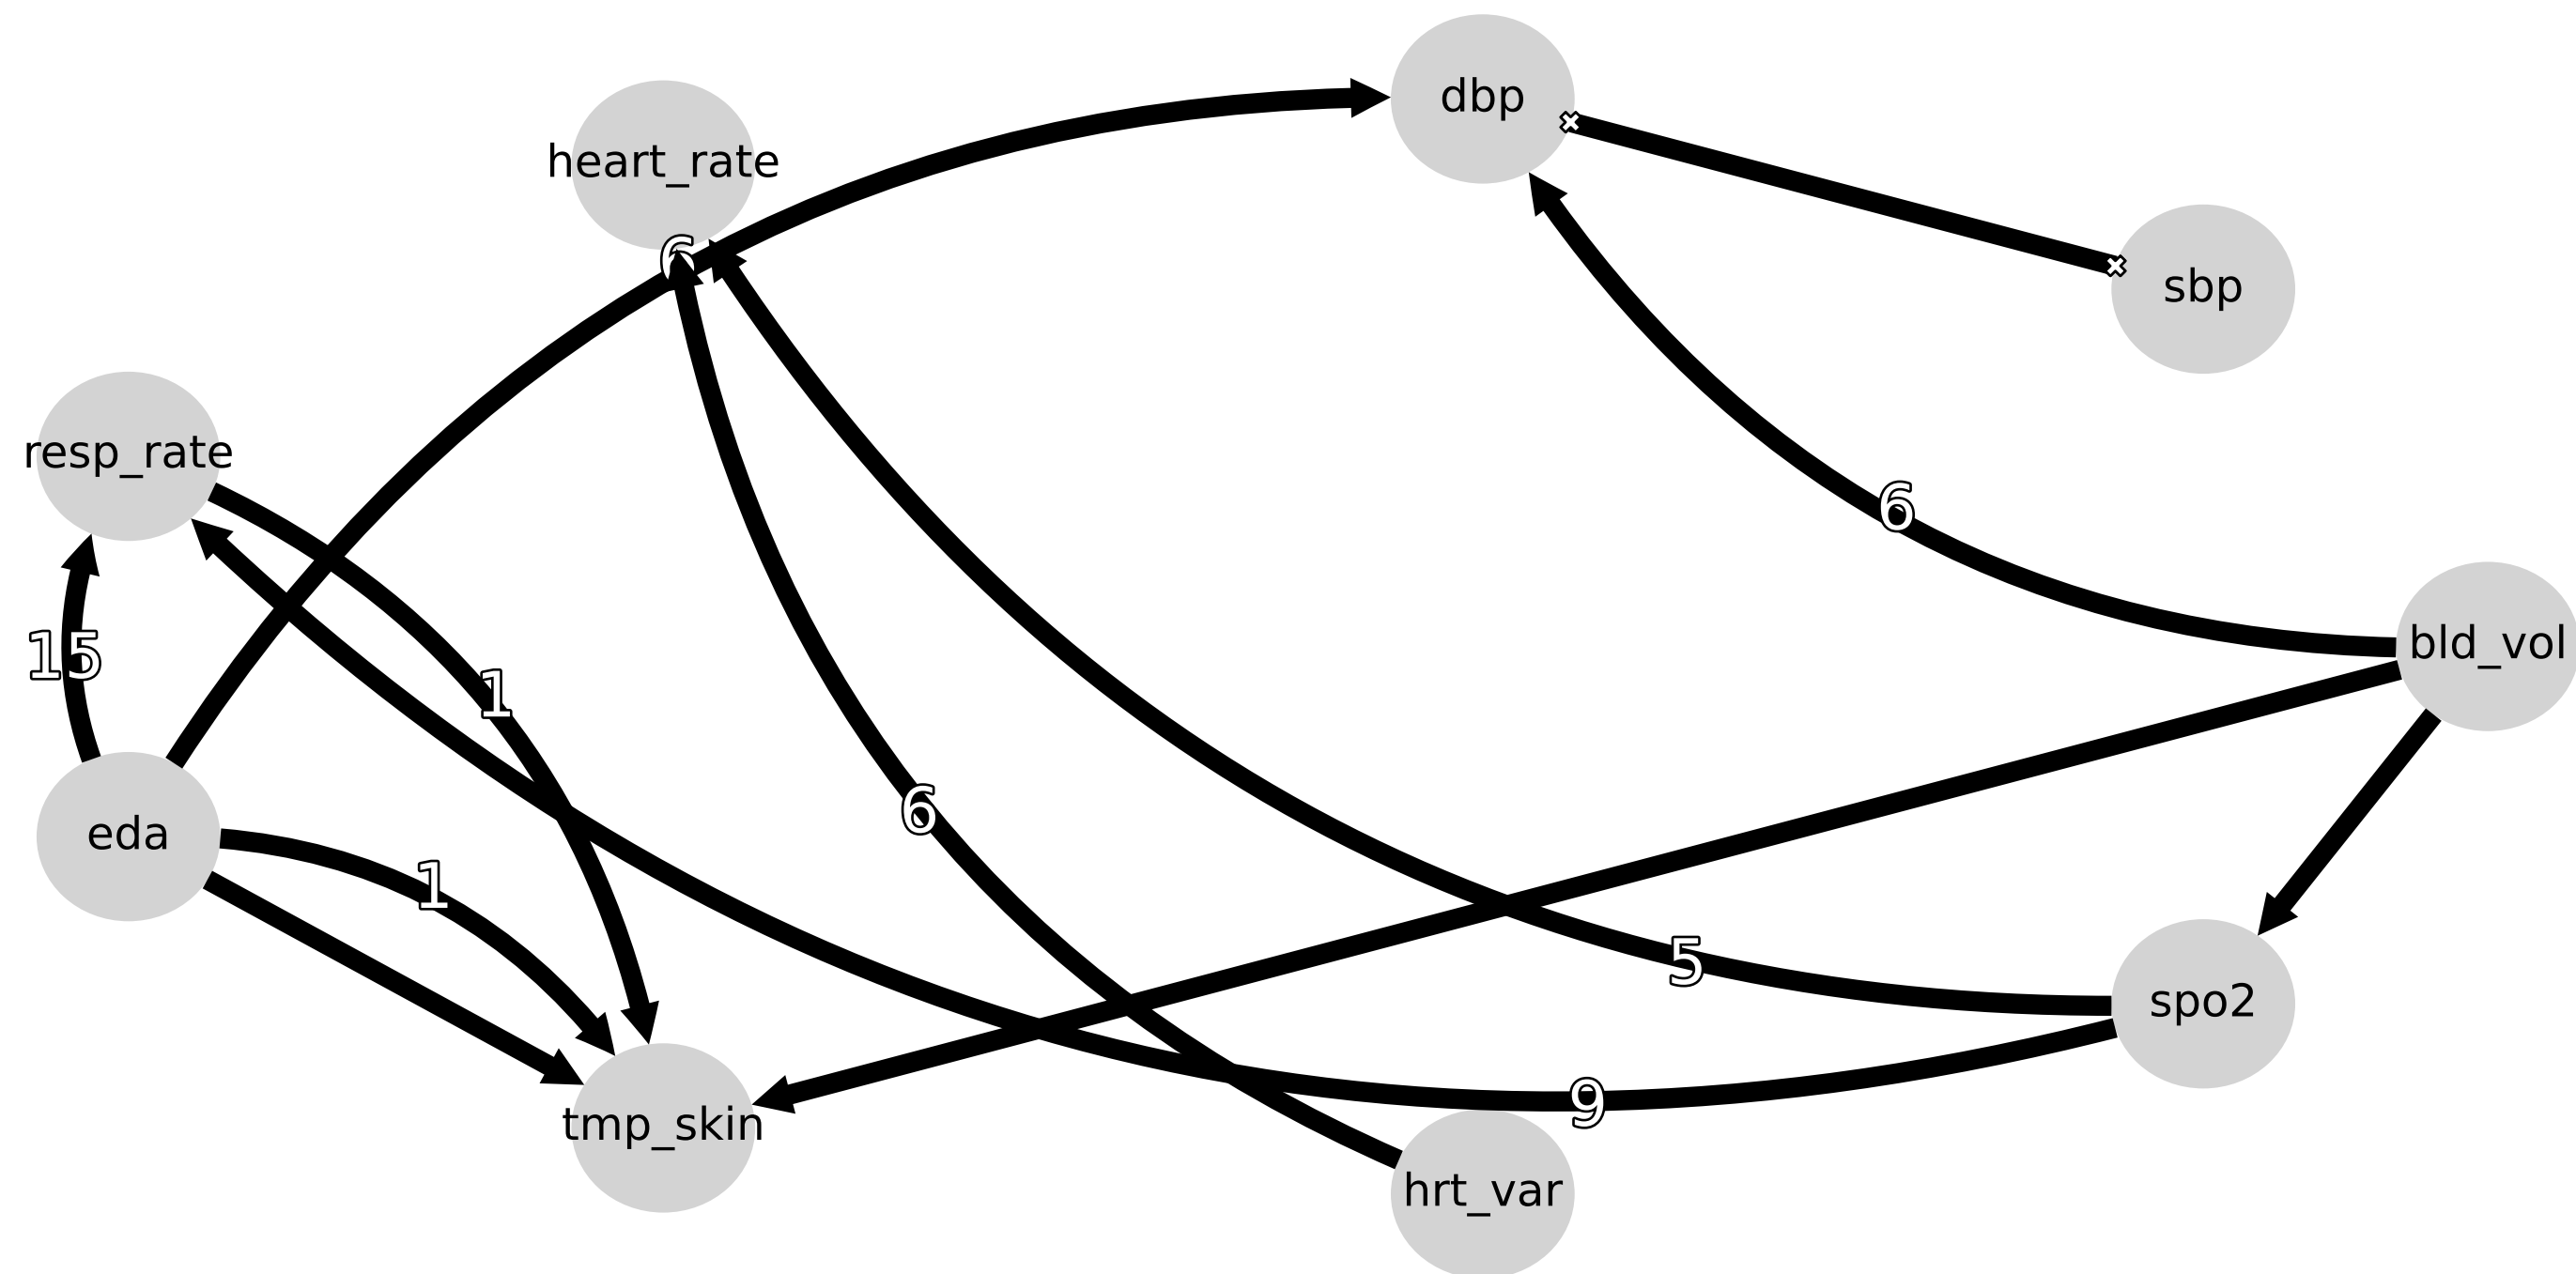 dbp
heart_rate
6
sbp
resp_rate
6
15
bld_vol
1
6
eda
1
5
spo2
9
tmp_skin
hrt_var